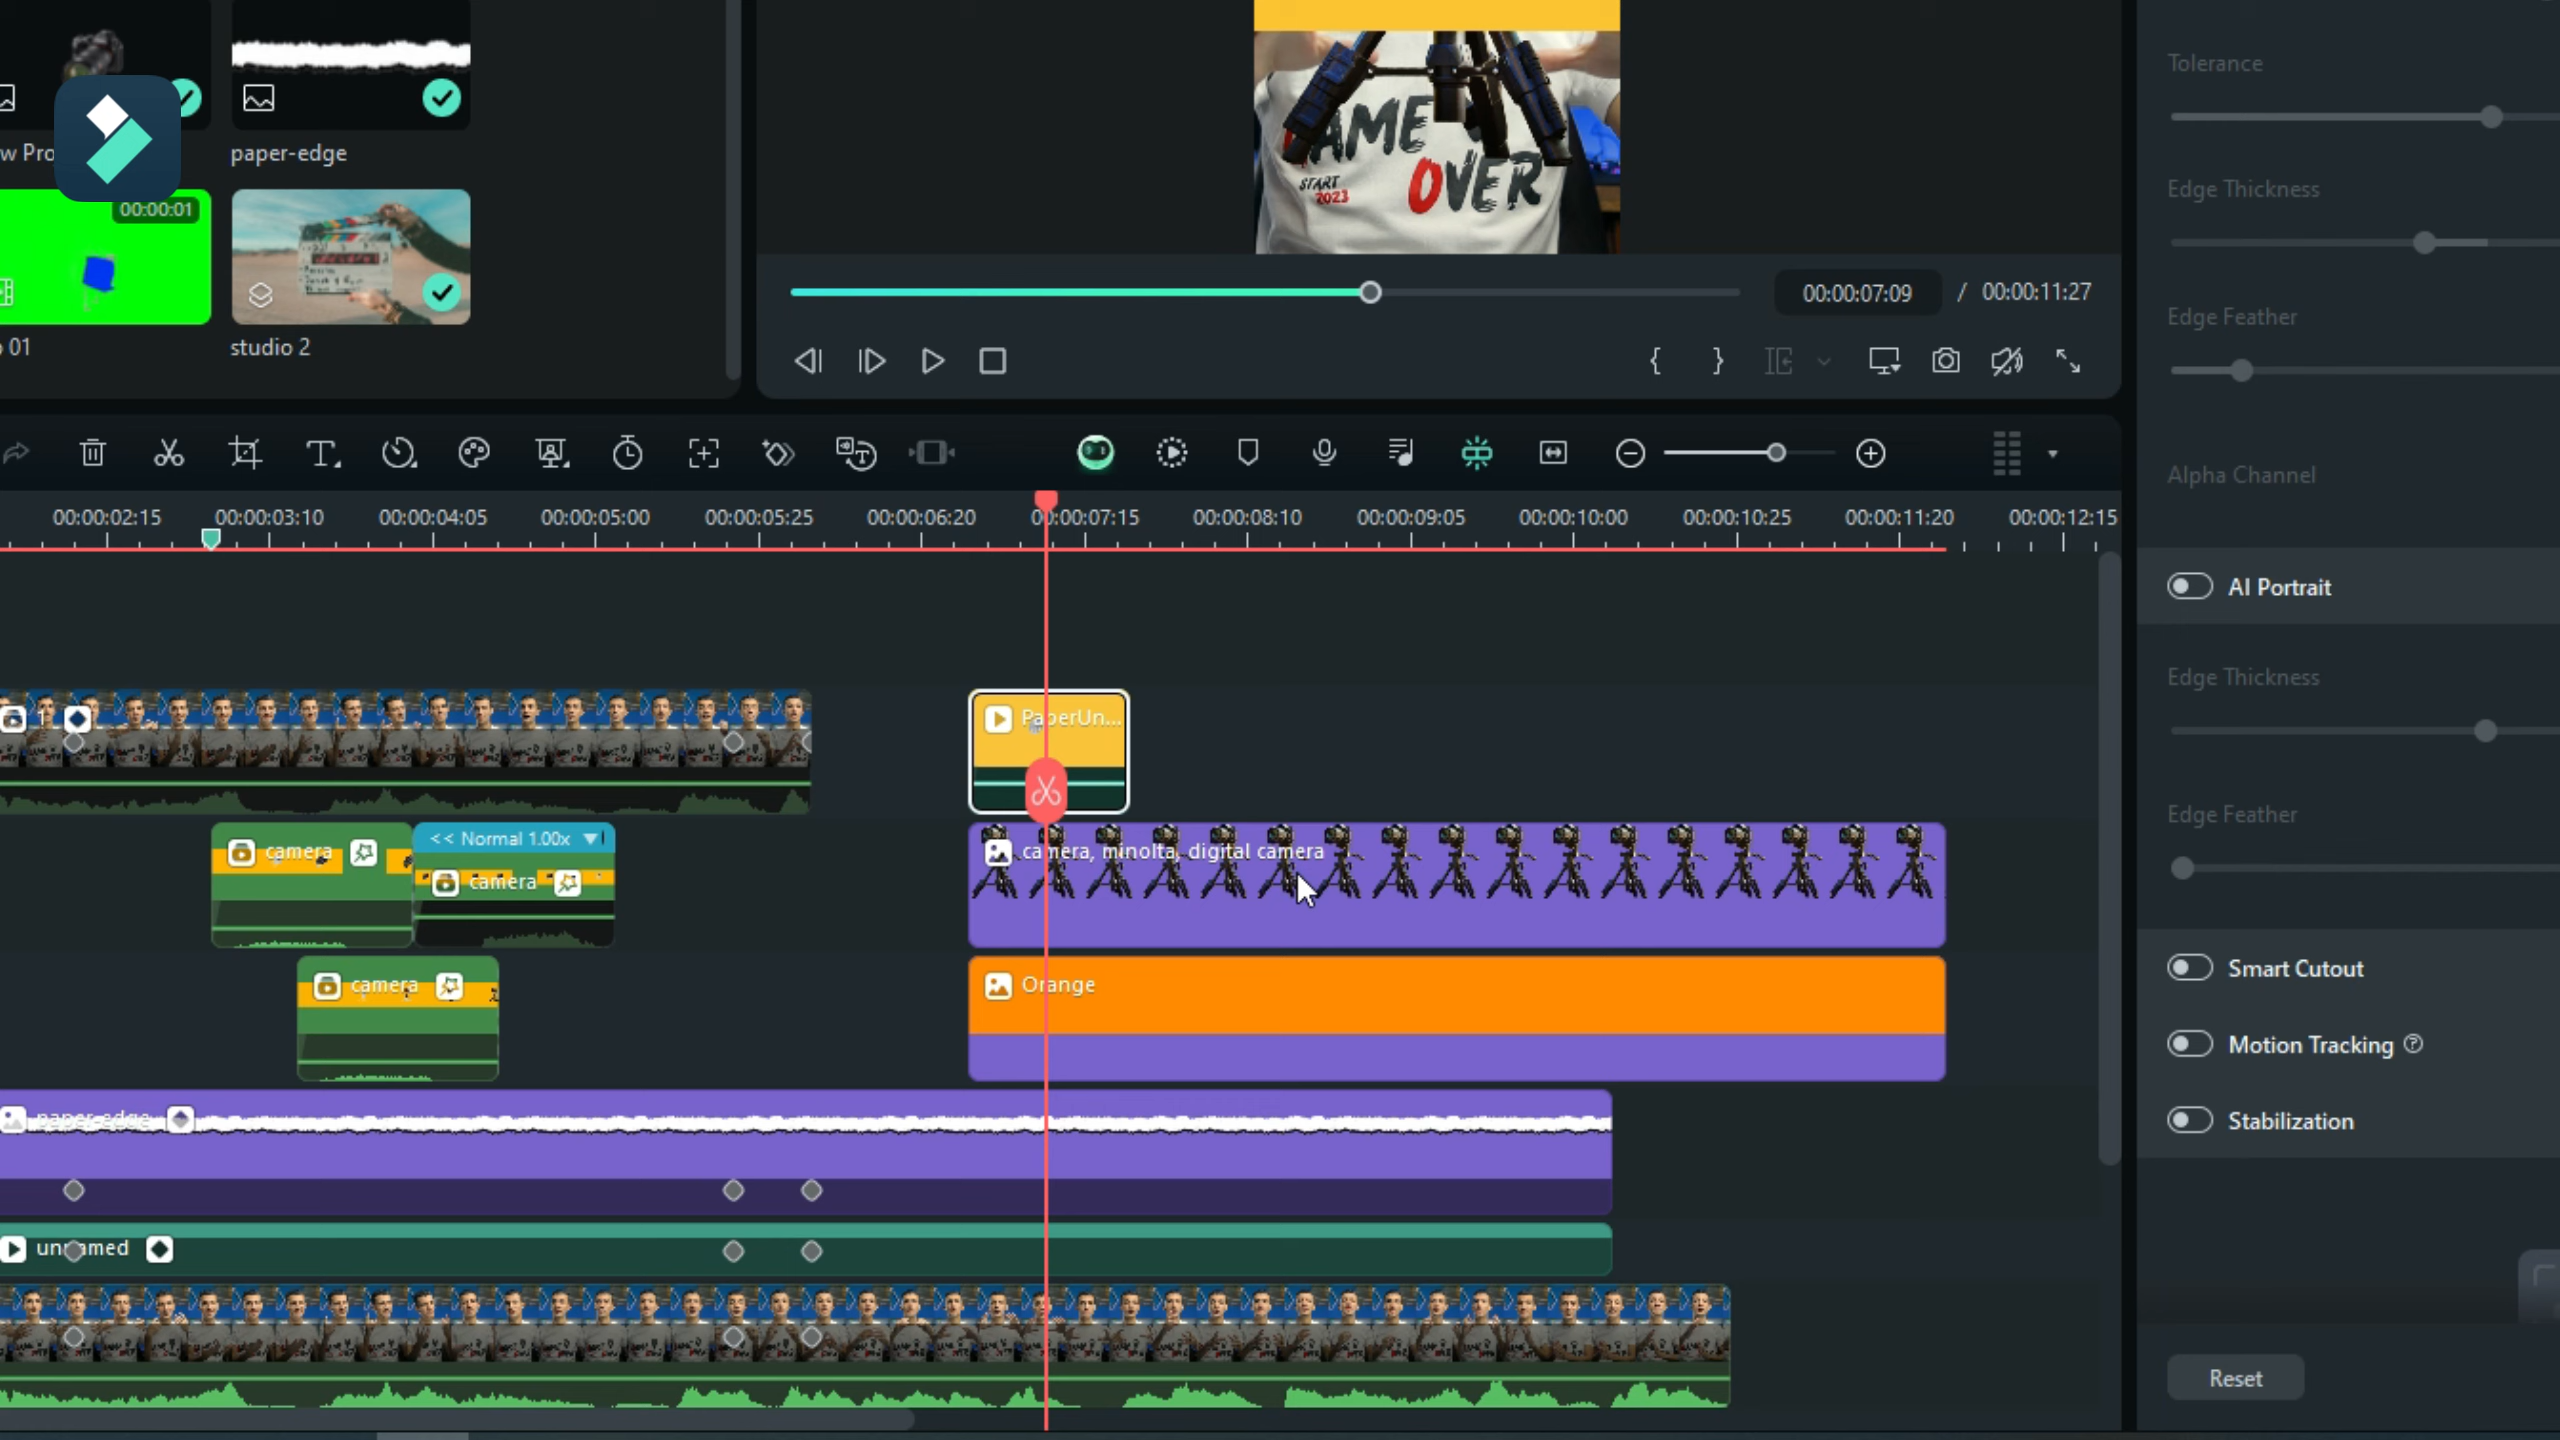 w Pro
paper-edge
00:00:01
01
studio 2
AME
OVER
START
2023
00:00:07:09 / 00:00:11:27
Tolerance
Edge Thickness
Edge Feather
Alpha Channel
AI Portrait
Edge Thickness
Edge Feather
Smart Cutout
Motion Tracking
Stabilization
Reset
00:00:02:15 00:00:03:10 00:00:04:05 00:00:05:00 00:00:05:25 00:00:06:20 00:00:07:15 00:00:08:10 00:00:09:05 00:00:10:00 00:00:10:25 00:00:11:20 00:00:12:15
1
PaperUn...
camera
<< Normal 1.00x
camera
camera, minolta, digital camera
camera
Orange
paper-edge
unnamed